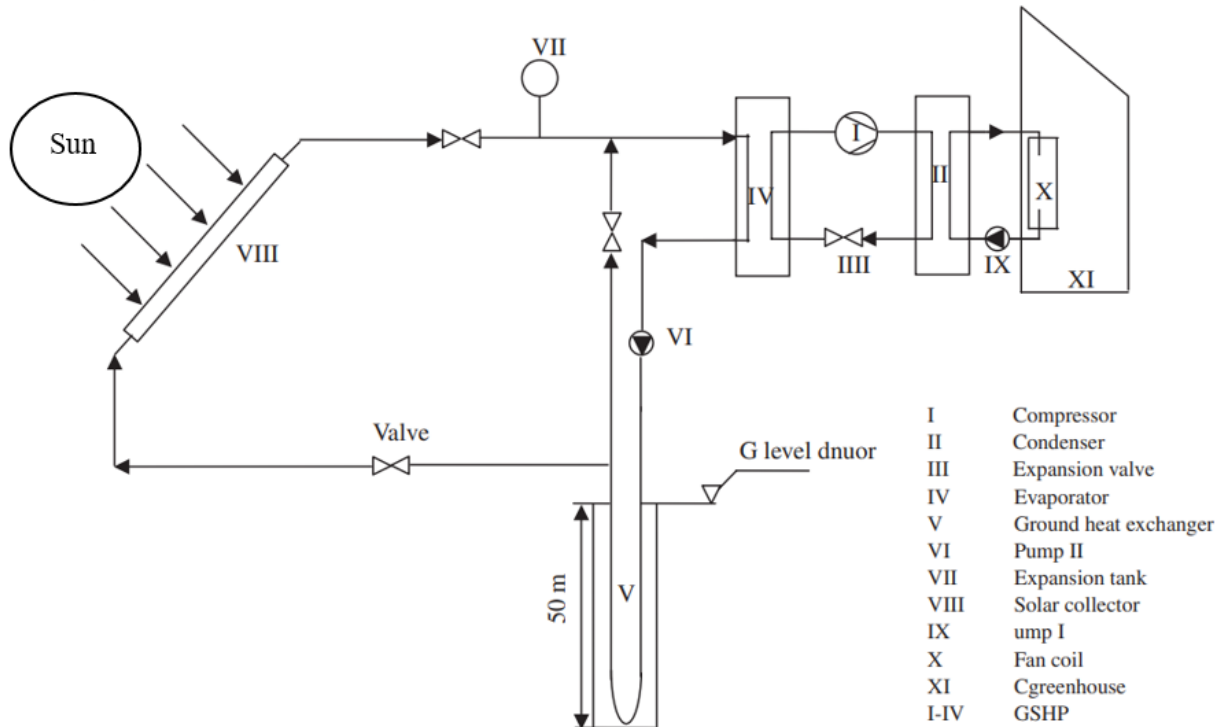 VII
Sun
I
IV
II
X
VIII
IIII
IX
XI
VI
Valve
G level dnuor
V
50 m
I Compressor
II Condenser
III Expansion valve
IV Evaporator
V Ground heat exchanger
VI Pump II
VII Expansion tank
VIII Solar collector
IX ump I
X Fan coil
XI Cgreenhouse
I-IV GSHP